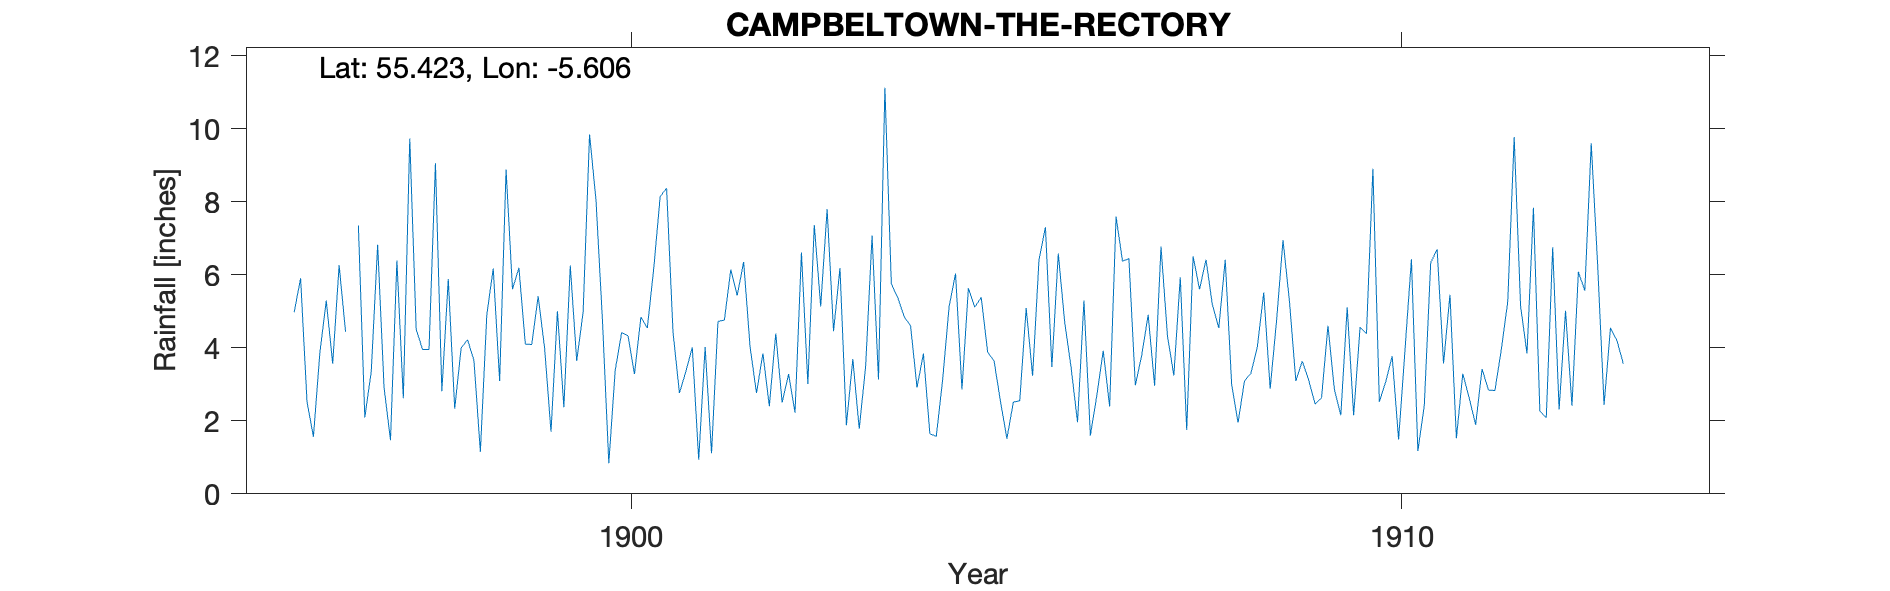 CAMPBELTOWN-THE-RECTORY
Lat: 55.423, Lon: -5.606
12
10
8
6
4
2
0
Rainfall [inches]
1900 1910
Year